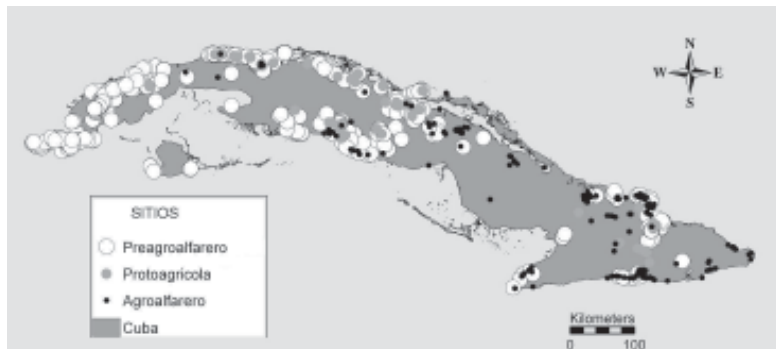 N
W E
S
SITIOS
Preagroalfarero
Protoagrícola
Agroalfarero
Cuba
Kilometers
0 100